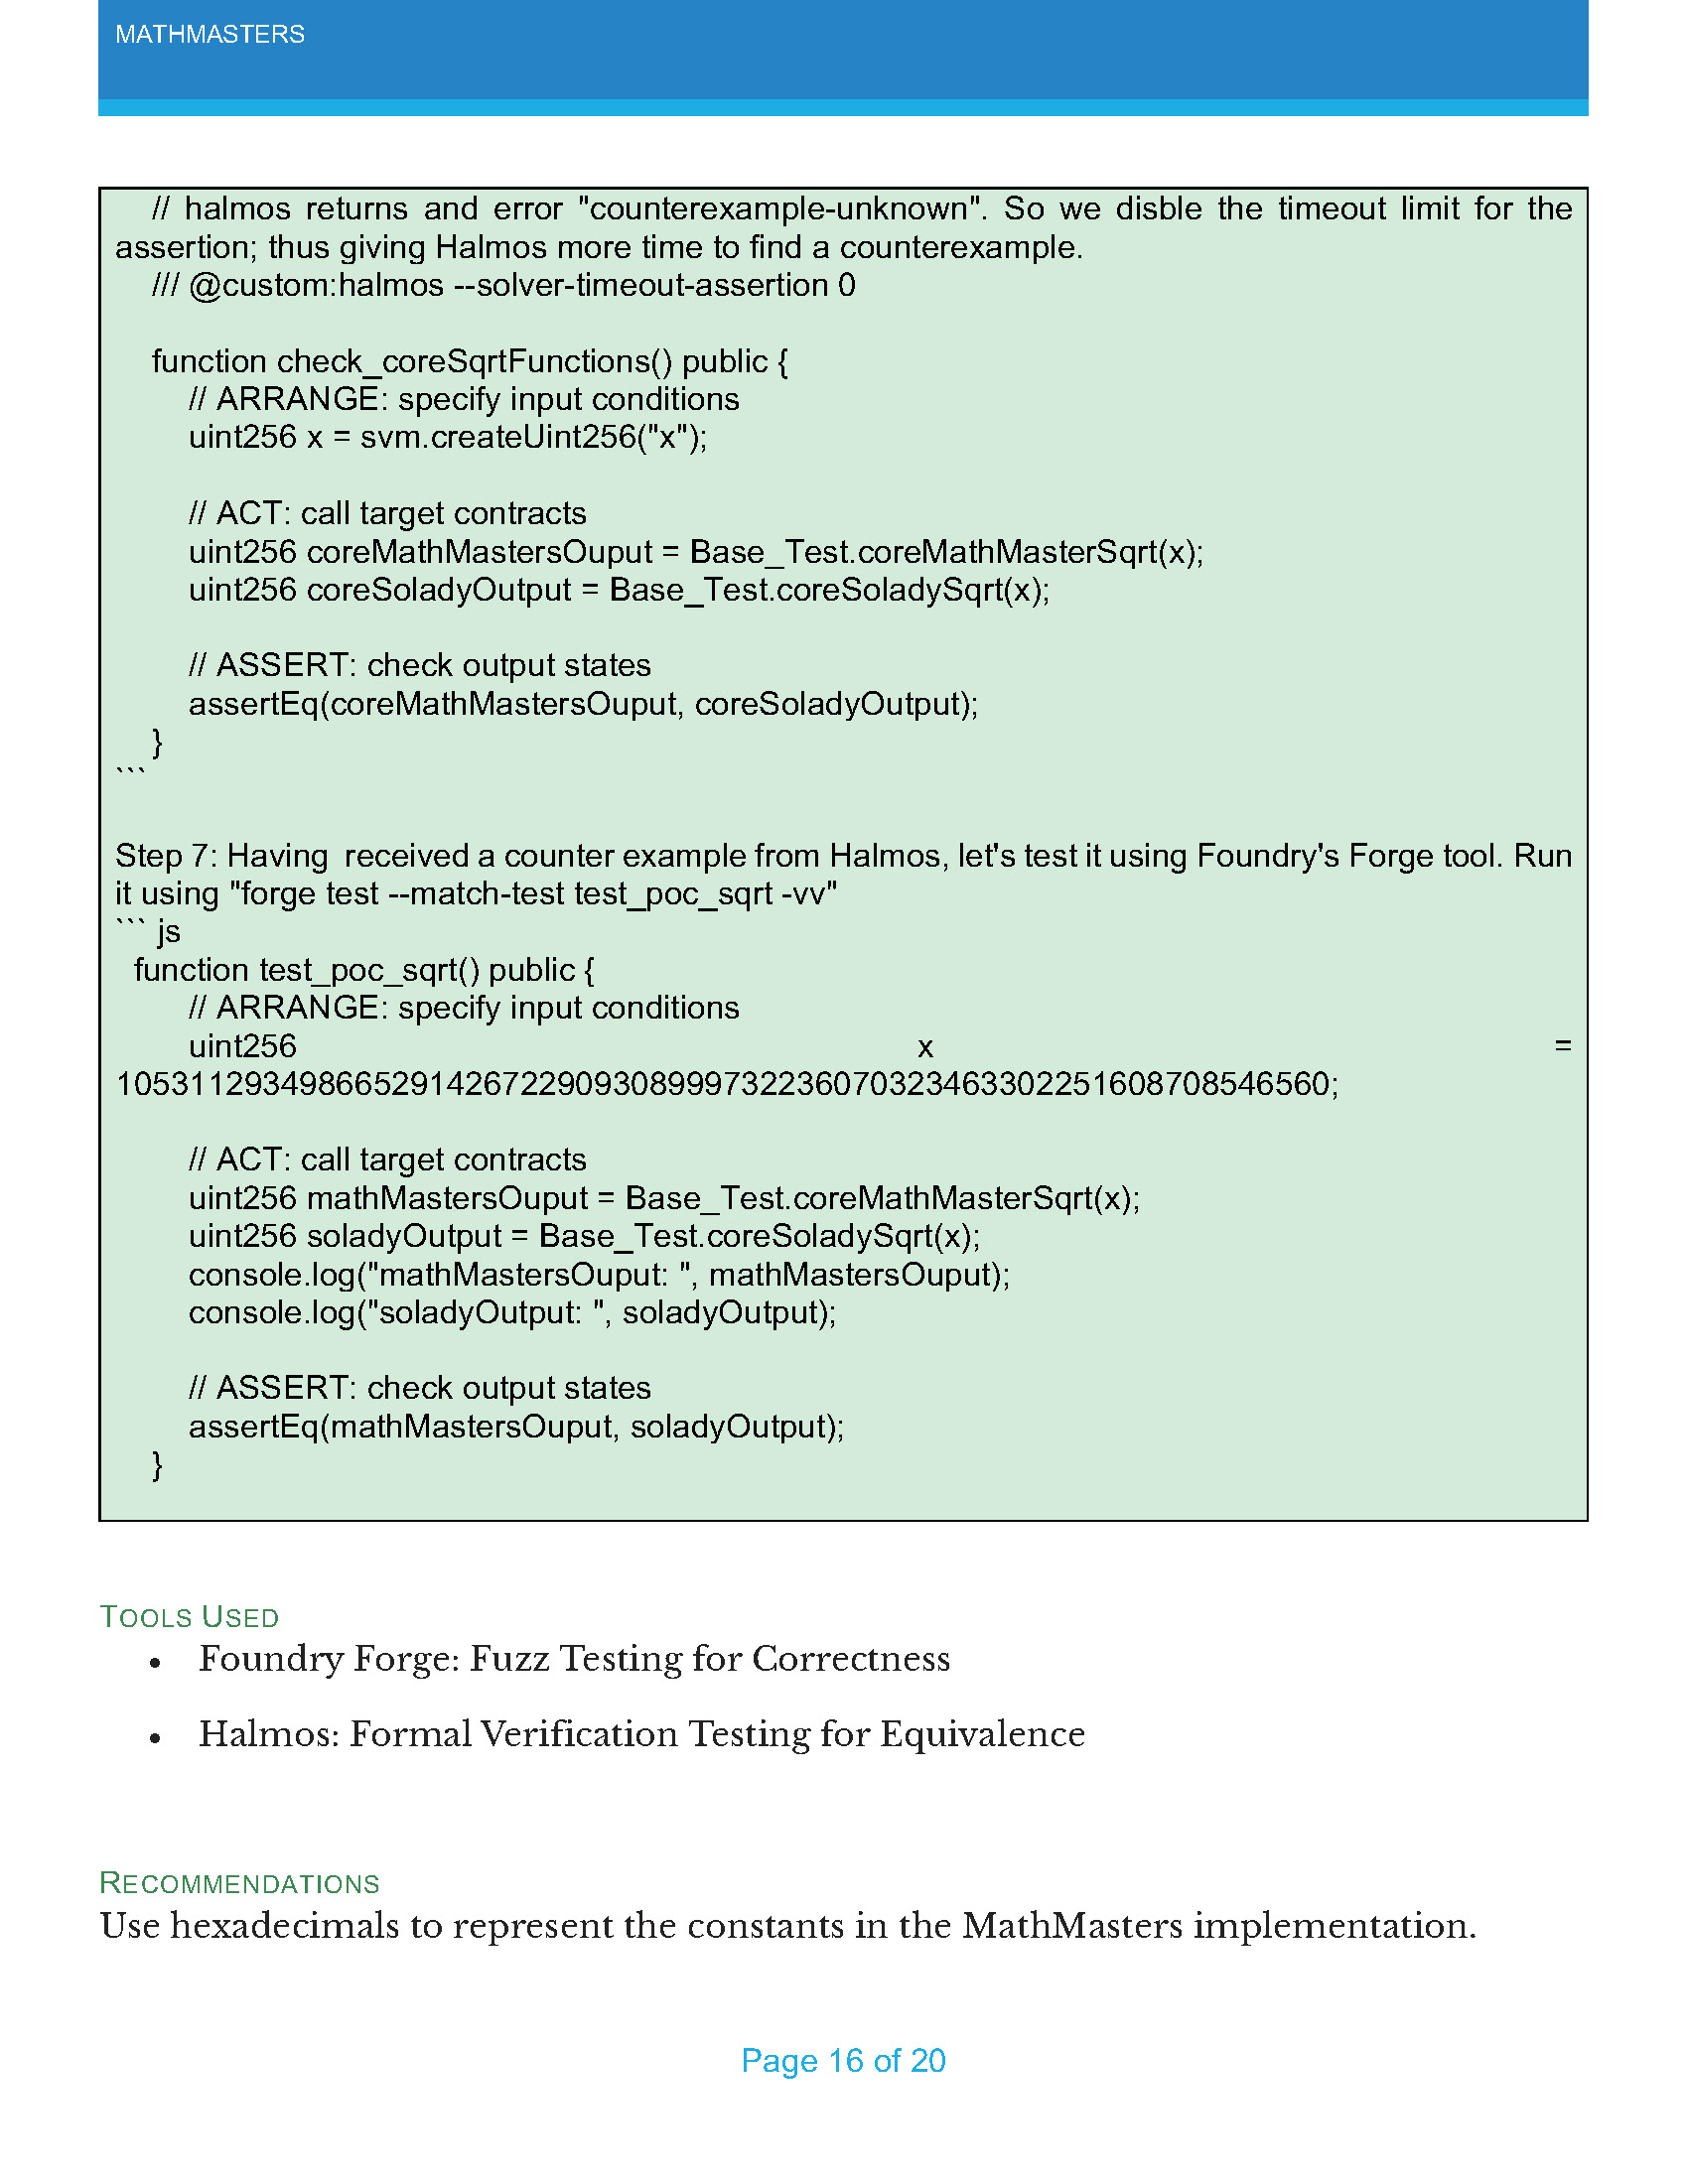 MATHMASTERS
// halmos returns and error "counterexample-unknown". So we disble the timeout limit for the
assertion; thus giving Halmos more time to find a counterexample.
/// @custom:halmos --solver-timeout-assertion 0
function check_coreSqrtFunctions() public {
// ARRANGE: specify input conditions
uint256 x = svm.createUint256("x");
// ACT: call target contracts
uint256 coreMathMastersOuput = Base_Test.coreMathMasterSqrt(x);
uint256 coreSoladyOutput = Base_Test.coreSoladySqrt(x);
// ASSERT: check output states
assertEq(coreMathMastersOuput, coreSoladyOutput);
}
```
Step 7: Having  received a counter example from Halmos, let's test it using Foundry's Forge tool. Run
it using "forge test --match-test test_poc_sqrt -vv"
``` js
function test_poc_sqrt() public {
// ARRANGE: specify input conditions
uint256 x =
105311293498665291426722909308999732236070323463302251608708546560;
// ACT: call target contracts
uint256 mathMastersOuput = Base_Test.coreMathMasterSqrt(x);
uint256 soladyOutput = Base_Test.coreSoladySqrt(x);
console.log("mathMastersOuput: ", mathMastersOuput);
console.log("soladyOutput: ", soladyOutput);
// ASSERT: check output states
assertEq(mathMastersOuput, soladyOutput);
}
TOOLS USED
• Foundry Forge: Fuzz Testing for Correctness
• Halmos: Formal Verification Testing for Equivalence
RECOMMENDATIONS
Use hexadecimals to represent the constants in the MathMasters implementation.
Page 16 of 20